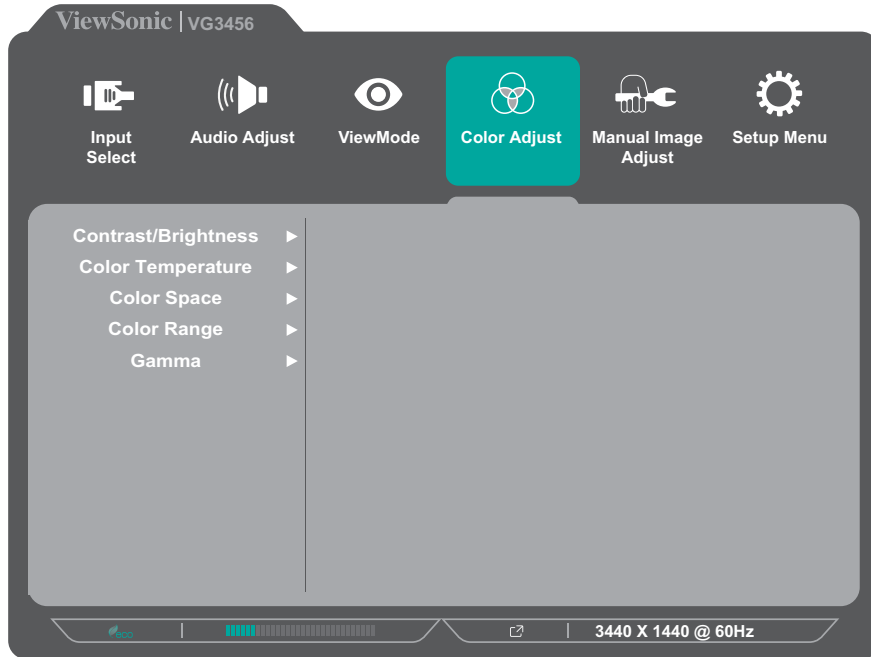 ViewSonic | VG3456
Input Select
Audio Adjust
ViewMode
Color Adjust
Manual Image Adjust
Setup Menu
Contrast/Brightness
Color Temperature
Color Space
Color Range
Gamma
eco
3440 X 1440 @ 60Hz